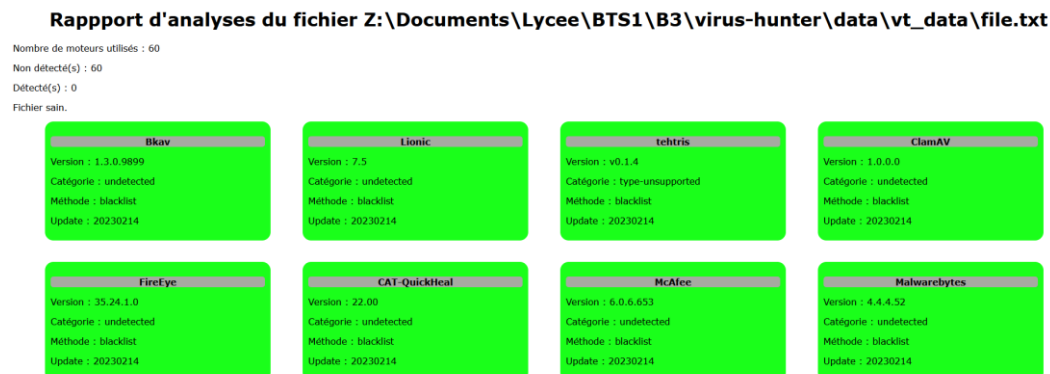 Rappport d'analyses du fichier Z:\Documents\Lycee\BTS1\B3\virus-hunter\data\vt_data\file.txt
Nombre de moteurs utilisés : 60
Non détecté(s) : 60
Détecté(s) : 0
Fichier sain.
Bkav
Version : 1.3.0.9899
Catégorie : undetected
Méthode : blacklist
Update : 20230214
Lionic
Version : 7.5
Catégorie : undetected
Méthode : blacklist
Update : 20230214
tehtris
Version : v0.1.4
Catégorie : type-unsupported
Méthode : blacklist
Update : 20230214
ClamAV
Version : 1.0.0.0
Catégorie : undetected
Méthode : blacklist
Update : 20230214
FireEye
Version : 35.24.1.0
Catégorie : undetected
Méthode : blacklist
Update : 20230214
CAT-QuickHeal
Version : 22.00
Catégorie : undetected
Méthode : blacklist
Update : 20230214
McAfee
Version : 6.0.6.653
Catégorie : undetected
Méthode : blacklist
Update : 20230214
Malwarebytes
Version : 4.4.4.52
Catégorie : undetected
Méthode : blacklist
Update : 20230214